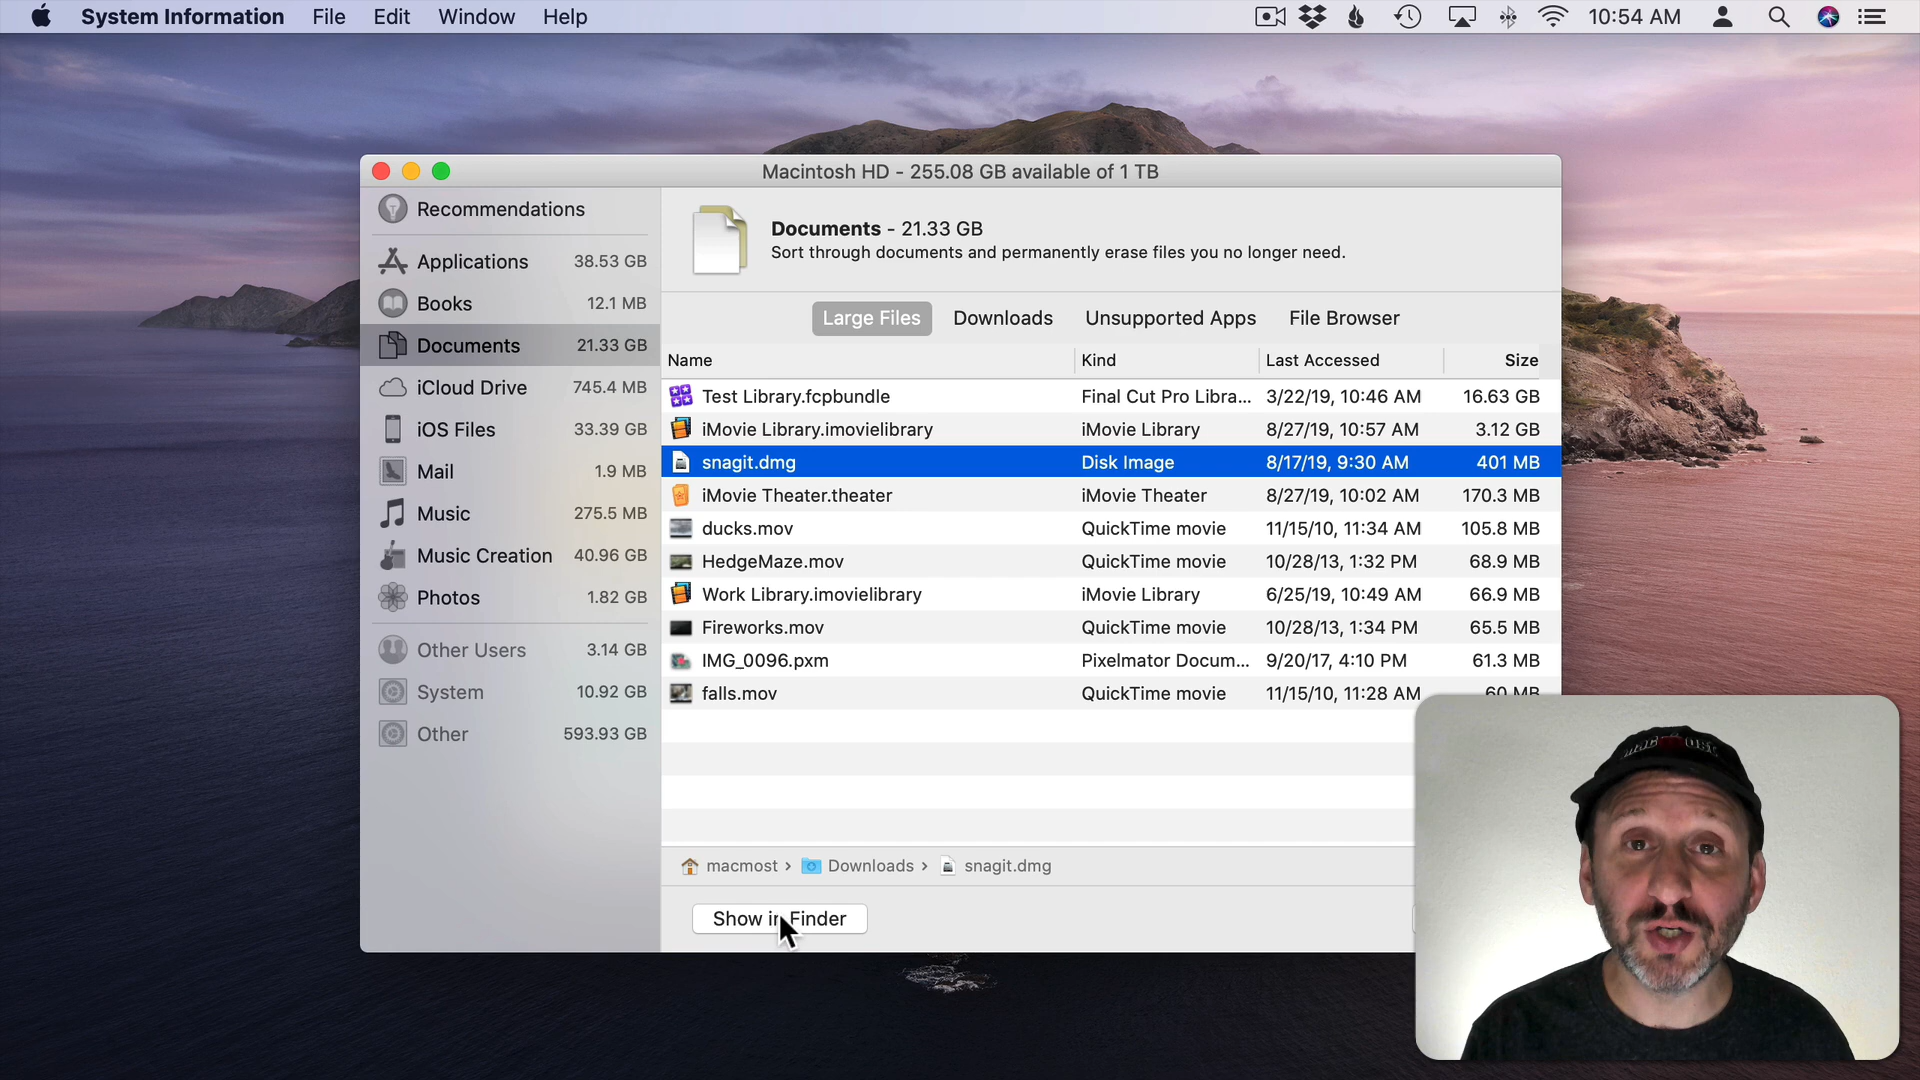 System Information File Edit Window Help 10:54 AM
Macintosh HD - 255.08 GB available of 1 TB
Recommendations
Applications 38.53 GB
Books 12.1 MB
Documents 21.33 GB
iCloud Drive 745.4 MB
iOS Files 33.39 GB
Mail 1.9 MB
Music 275.5 MB
Music Creation 40.96 GB
Photos 1.82 GB
Other Users 3.14 GB
System 10.92 GB
Other 593.93 GB
Documents - 21.33 GB
Sort through documents and permanently erase files you no longer need.
Large Files Downloads Unsupported Apps File Browser
Name Kind Last Accessed Size
Test Library.fcpbundle Final Cut Pro Libra... 3/22/19, 10:46 AM 16.63 GB
iMovie Library.imovielibrary iMovie Library 8/27/19, 10:57 AM 3.12 GB
snagit.dmg Disk Image 8/17/19, 9:30 AM 401 MB
iMovie Theater.theater iMovie Theater 8/27/19, 10:02 AM 170.3 MB
ducks.mov QuickTime movie 11/15/10, 11:34 AM 105.8 MB
HedgeMaze.mov QuickTime movie 10/28/13, 1:32 PM 68.9 MB
Work Library.imovielibrary iMovie Library 6/25/19, 10:49 AM 66.9 MB
Fireworks.mov QuickTime movie 10/28/13, 1:34 PM 65.5 MB
IMG_0096.pxm Pixelmator Docum... 9/20/17, 4:10 PM 61.3 MB
falls.mov QuickTime movie 11/15/10, 11:28 AM 60 MB
macmost › Downloads › snagit.dmg
Show in Finder